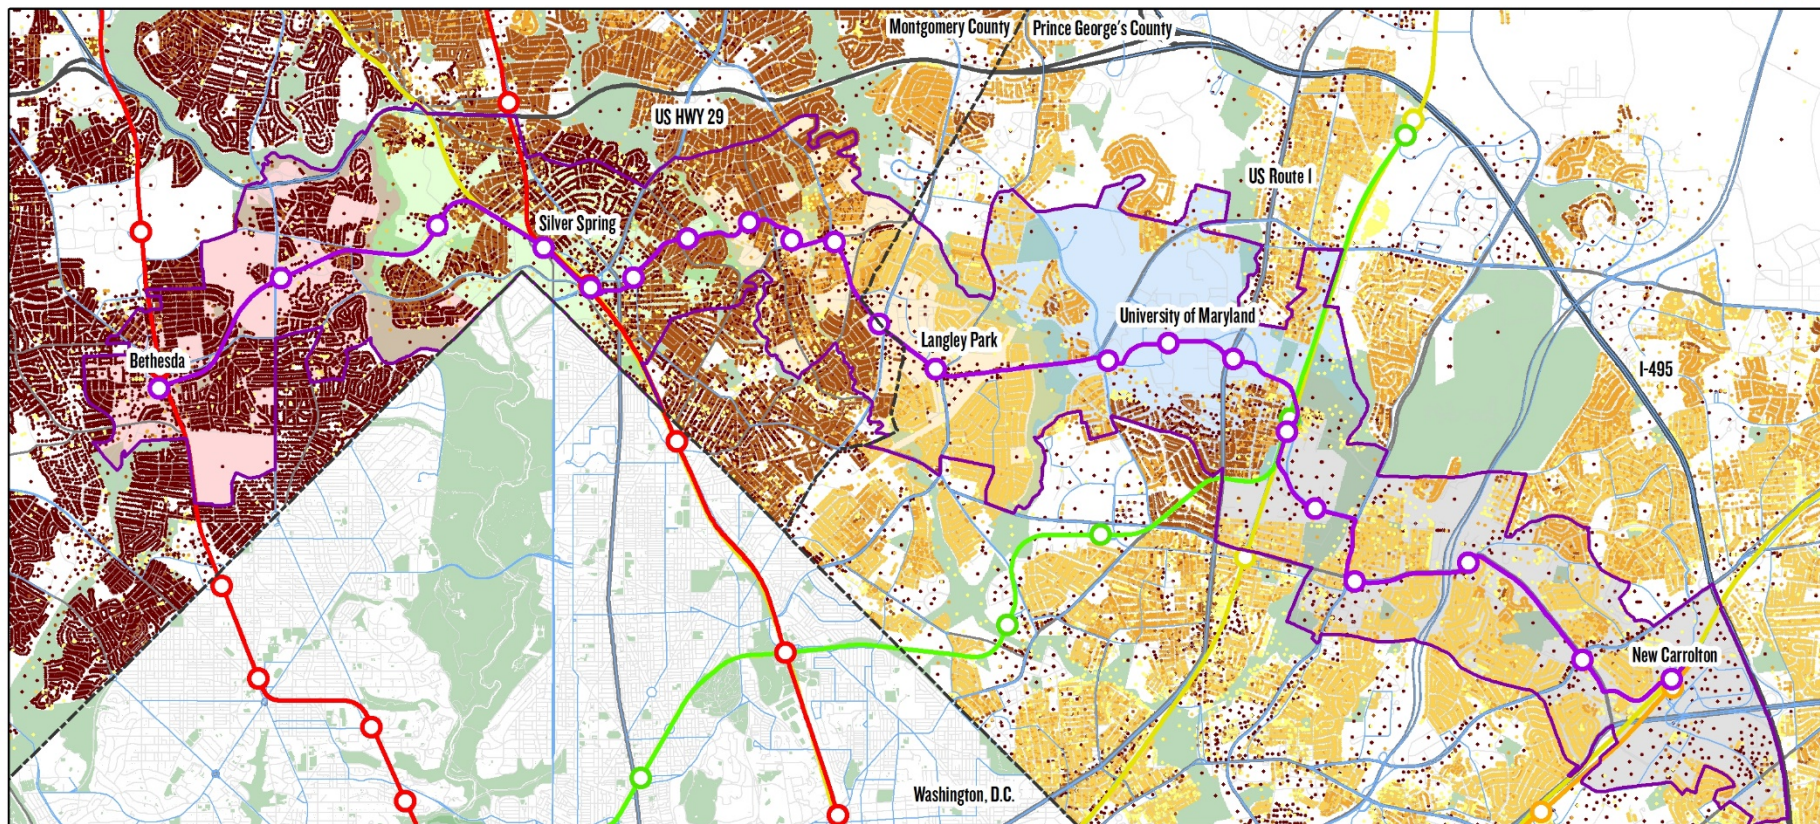 Montgomery County
Prince George's County
US HWY 29
US Route 1
Silver Spring
University of Maryland
Langley Park
Bethesda
I-495
New Carrolton
Washington, D.C.